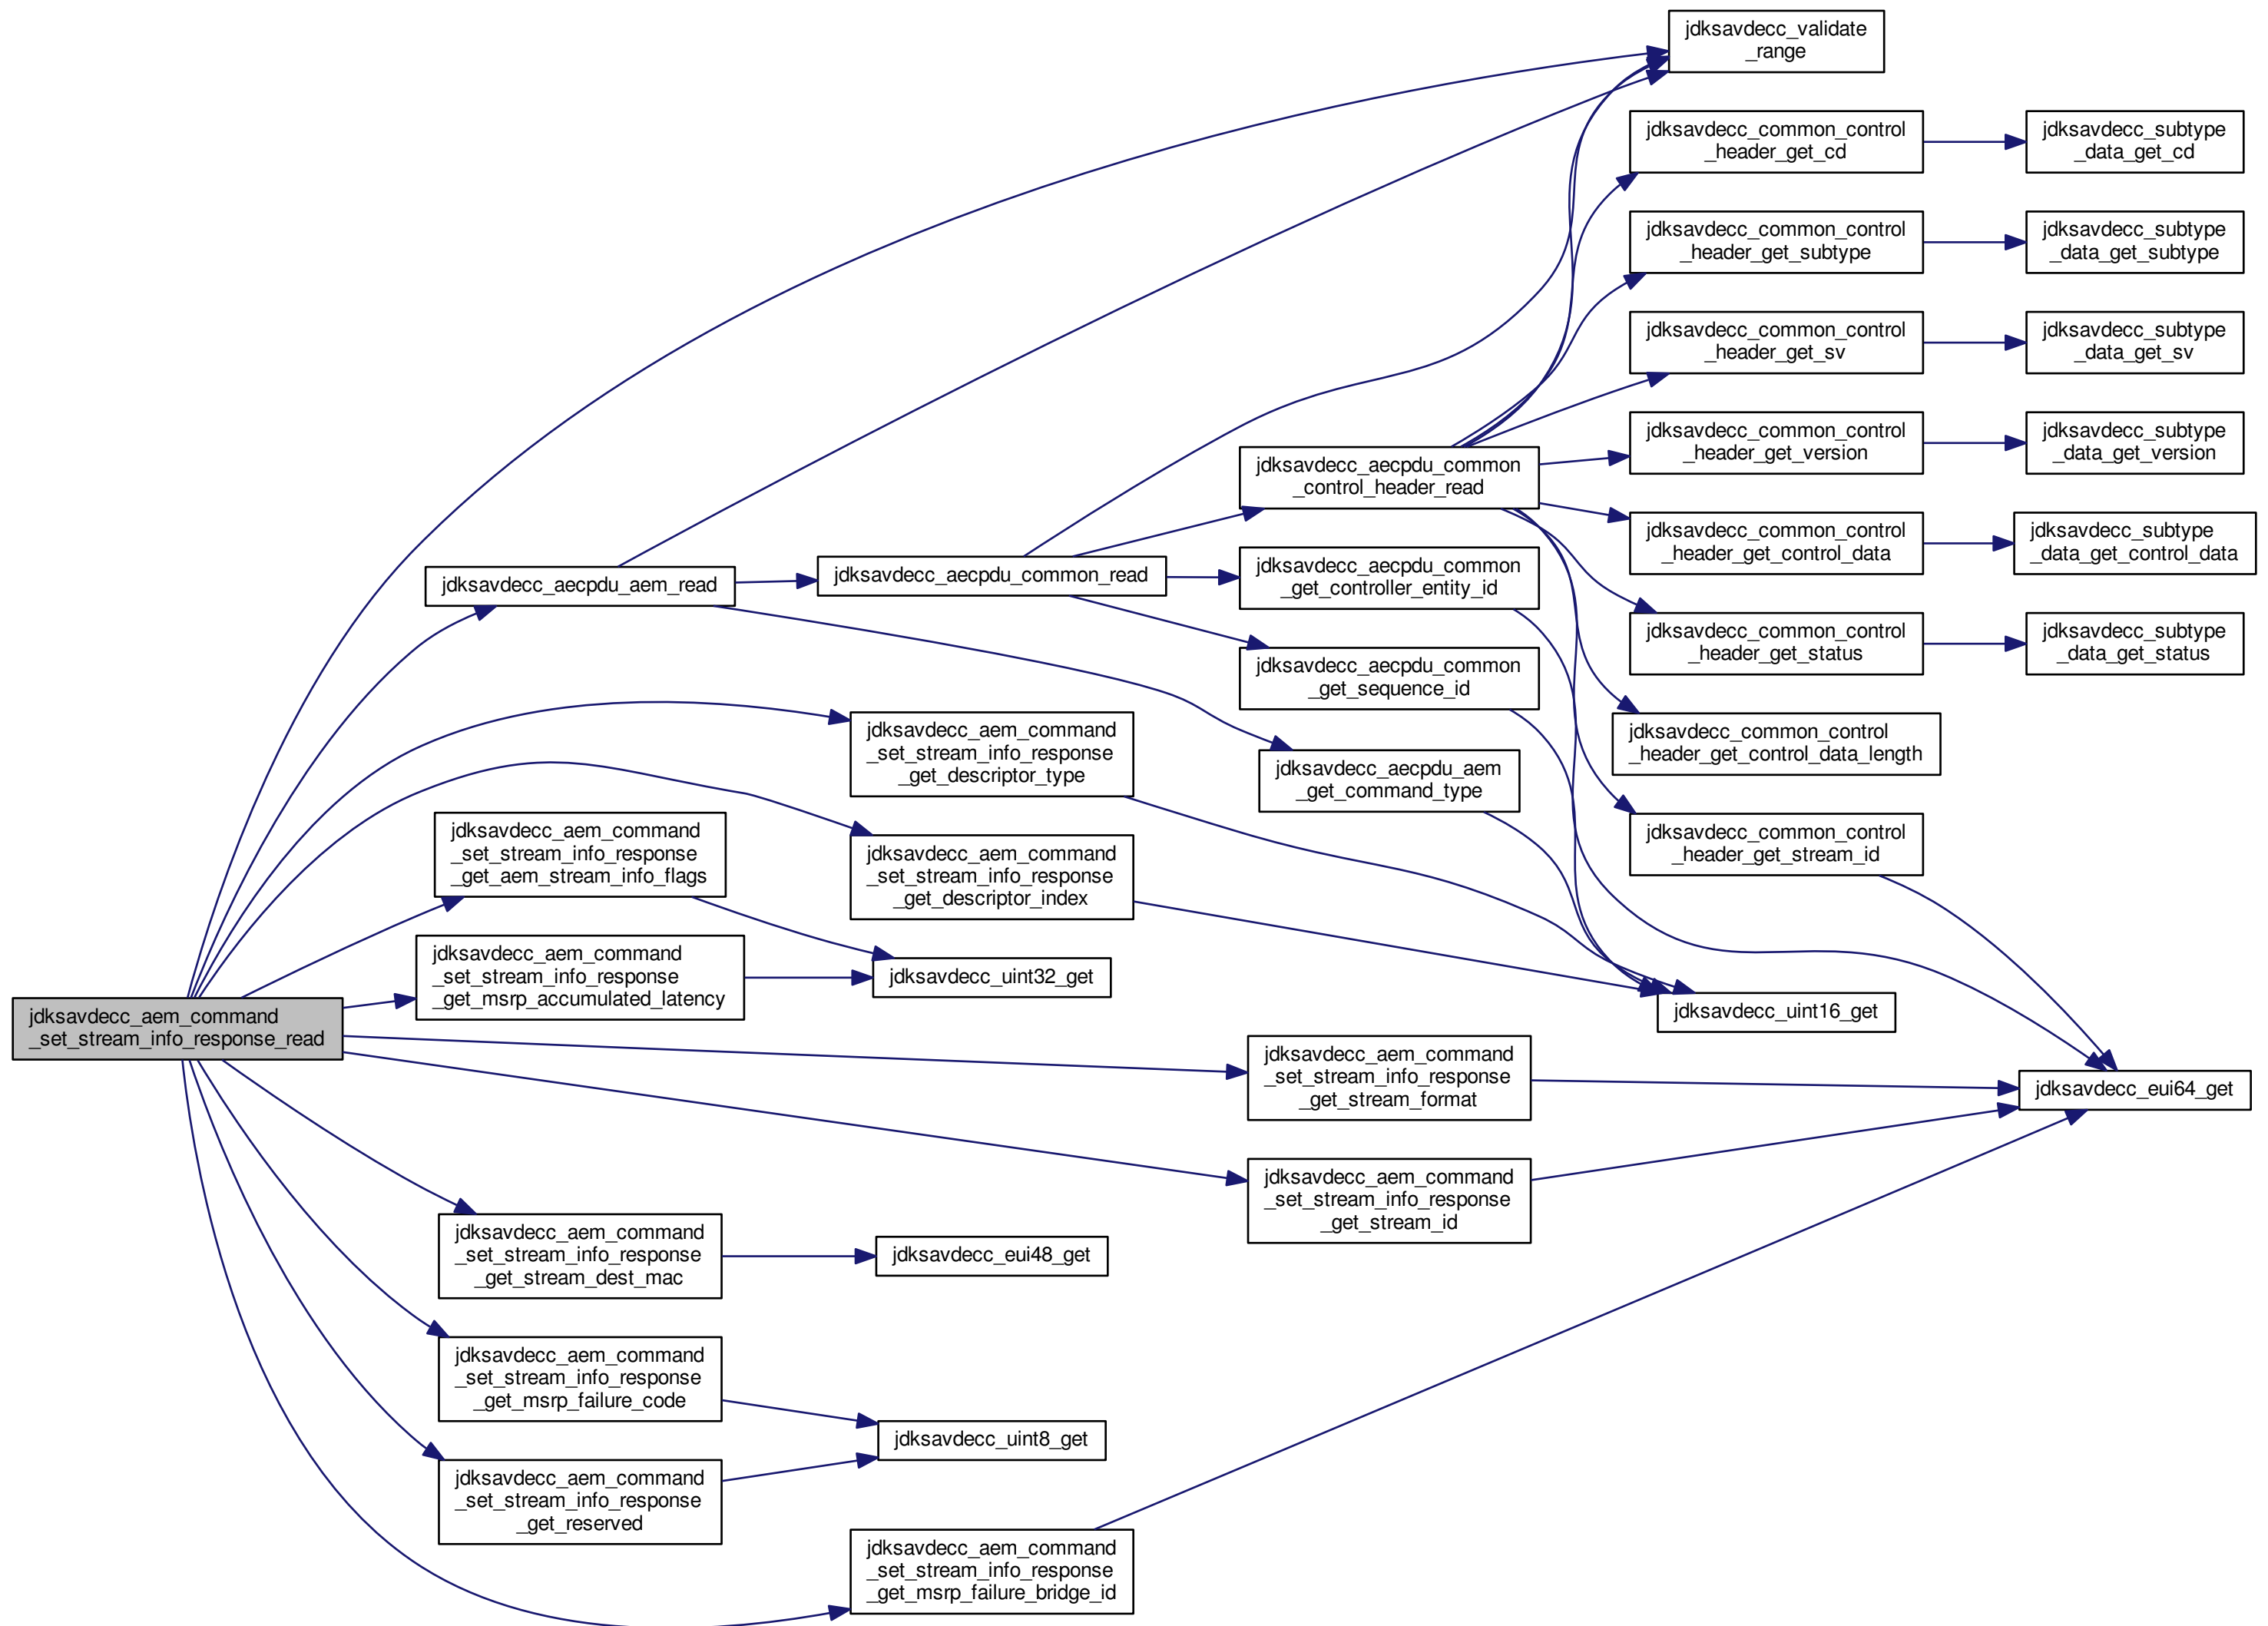 jdksavdecc_aem_command
_set_stream_info_response_read
jdksavdecc_validate
_range
jdksavdecc_aecpdu_aem_read
jdksavdecc_aecpdu_common_read
jdksavdecc_aecpdu_common
_control_header_read
jdksavdecc_common_control
_header_get_cd
jdksavdecc_subtype
_data_get_cd
jdksavdecc_common_control
_header_get_subtype
jdksavdecc_subtype
_data_get_subtype
jdksavdecc_common_control
_header_get_sv
jdksavdecc_subtype
_data_get_sv
jdksavdecc_common_control
_header_get_version
jdksavdecc_subtype
_data_get_version
jdksavdecc_common_control
_header_get_control_data
jdksavdecc_subtype
_data_get_control_data
jdksavdecc_common_control
_header_get_status
jdksavdecc_subtype
_data_get_status
jdksavdecc_common_control
_header_get_control_data_length
jdksavdecc_common_control
_header_get_stream_id
jdksavdecc_aecpdu_common
_get_controller_entity_id
jdksavdecc_aecpdu_common
_get_sequence_id
jdksavdecc_aecpdu_aem
_get_command_type
jdksavdecc_aem_command
_set_stream_info_response
_get_descriptor_type
jdksavdecc_aem_command
_set_stream_info_response
_get_aem_stream_info_flags
jdksavdecc_aem_command
_set_stream_info_response
_get_descriptor_index
jdksavdecc_aem_command
_set_stream_info_response
_get_msrp_accumulated_latency
jdksavdecc_uint32_get
jdksavdecc_uint16_get
jdksavdecc_aem_command
_set_stream_info_response
_get_stream_format
jdksavdecc_eui64_get
jdksavdecc_aem_command
_set_stream_info_response
_get_stream_id
jdksavdecc_aem_command
_set_stream_info_response
_get_stream_dest_mac
jdksavdecc_eui48_get
jdksavdecc_aem_command
_set_stream_info_response
_get_msrp_failure_code
jdksavdecc_uint8_get
jdksavdecc_aem_command
_set_stream_info_response
_get_reserved
jdksavdecc_aem_command
_set_stream_info_response
_get_msrp_failure_bridge_id